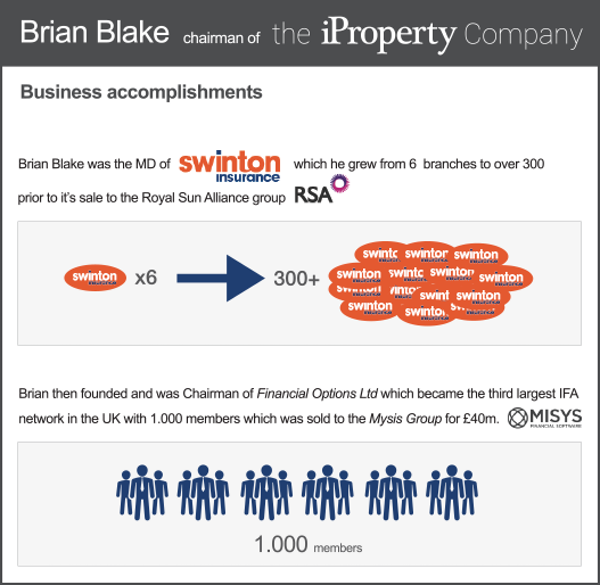 Brian Blake chairman of the iProperty Company
Business accomplishments
Brian Blake was the MD of swinton insurance which he grew from 6 branches to over 300
prior to it's sale to the Royal Sun Alliance group RSA
swinton insurance x6 300+ swinton swinton swinton
swinton swinton swinton swinton
swinton swinton
swinton swinton
Brian then founded and was Chairman of Financial Options Ltd which became the third largest IFA
network in the UK with 1.000 members which was sold to the Mysis Group for £40m. MISYS
FINANCIAL SOFTWARE
1.000 members